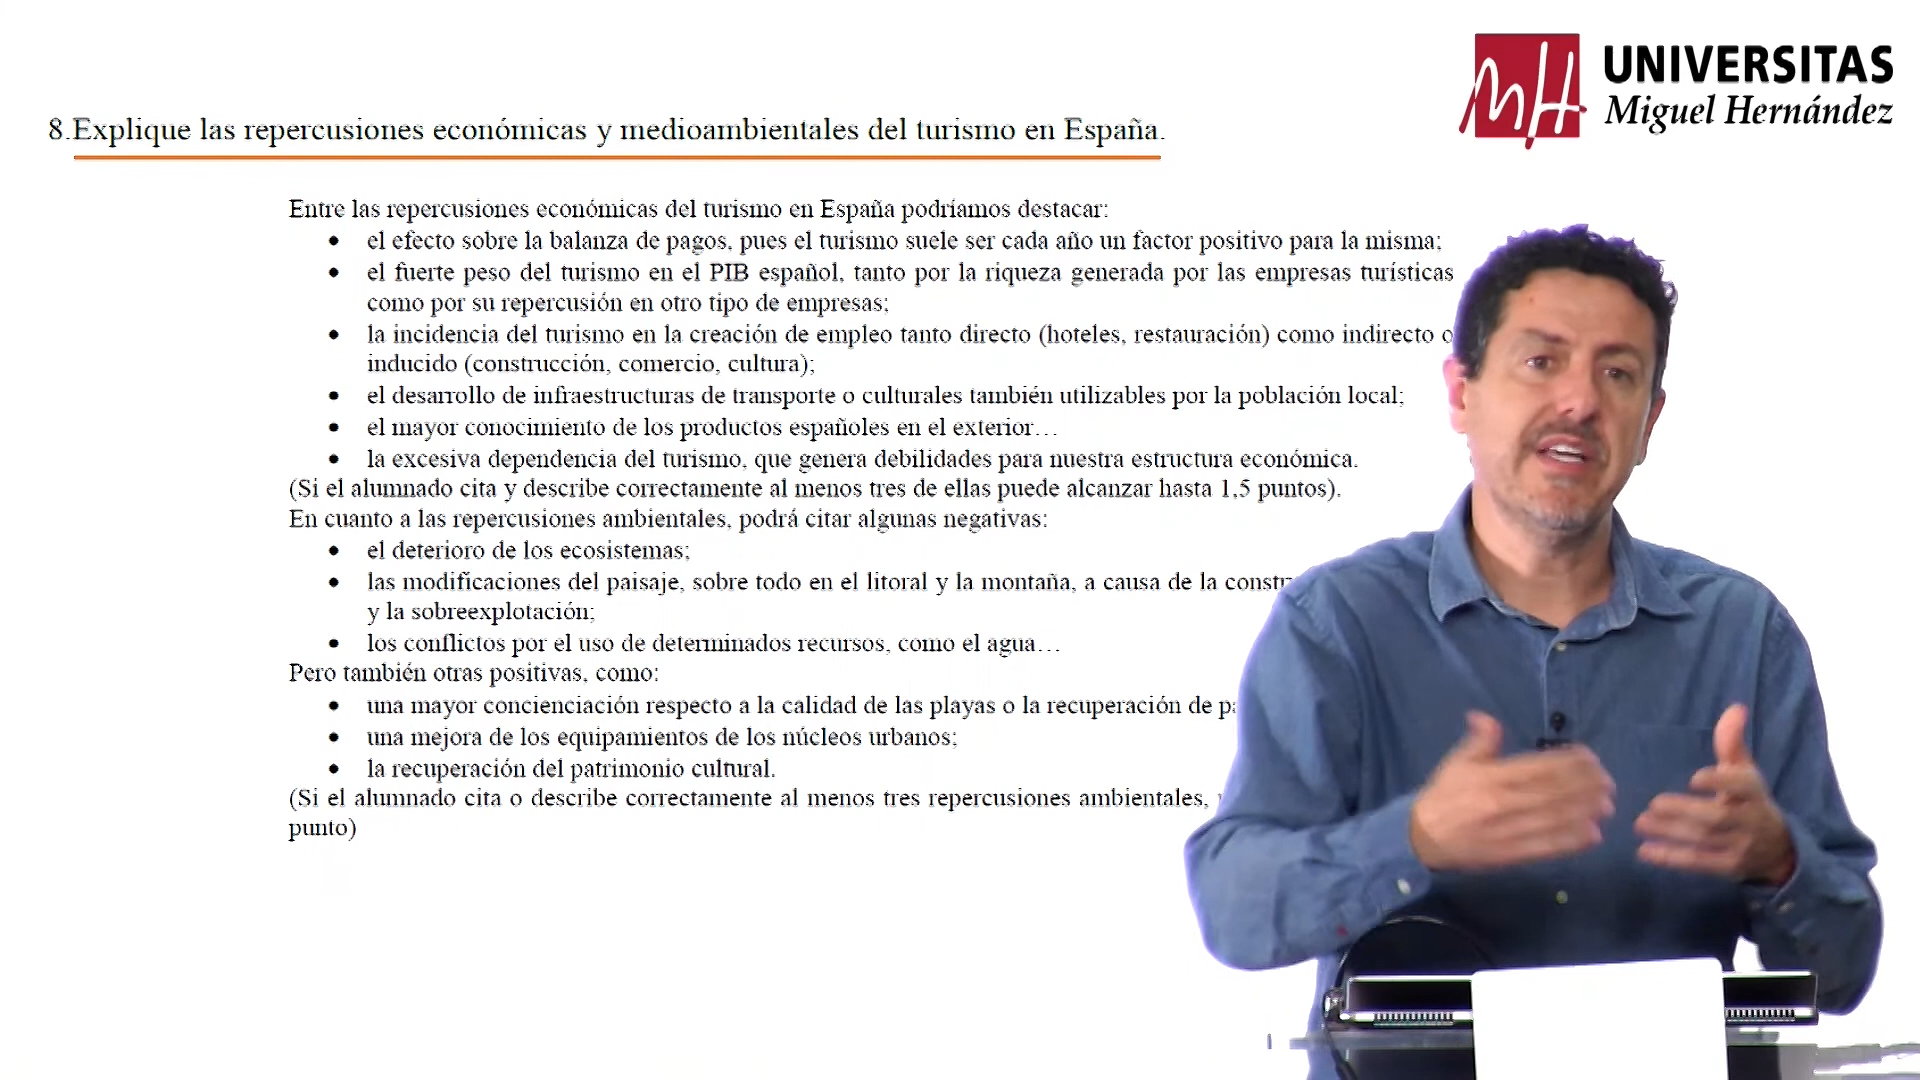 UNIVERSITAS
Miguel Hernández
8.Explique las repercusiones económicas y medioambientales del turismo en España.
Entre las repercusiones económicas del turismo en España podríamos destacar:
• el efecto sobre la balanza de pagos, pues el turismo suele ser cada año un factor positivo para la misma;
• el fuerte peso del turismo en el PIB español, tanto por la riqueza generada por las empresas turísticas
como por su repercusión en otro tipo de empresas;
• la incidencia del turismo en la creación de empleo tanto directo (hoteles, restauración) como indirecto o
inducido (construcción, comercio, cultura);
• el desarrollo de infraestructuras de transporte o culturales también utilizables por la población local;
• el mayor conocimiento de los productos españoles en el exterior…
• la excesiva dependencia del turismo, que genera debilidades para nuestra estructura económica.
(Si el alumnado cita y describe correctamente al menos tres de ellas puede alcanzar hasta 1,5 puntos).
En cuanto a las repercusiones ambientales, podrá citar algunas negativas:
• el deterioro de los ecosistemas;
• las modificaciones del paisaje, sobre todo en el litoral y la montaña, a causa de la
y la sobreexplotación;
• los conflictos por el uso de determinados recursos, como el agua…
Pero también otras positivas, como:
• una mayor concienciación respecto a la calidad de las playas o la recuperación de
• una mejora de los equipamientos de los núcleos urbanos;
• la recuperación del patrimonio cultural.
(Si el alumnado cita o describe correctamente al menos tres repercusiones ambientales,
punto)